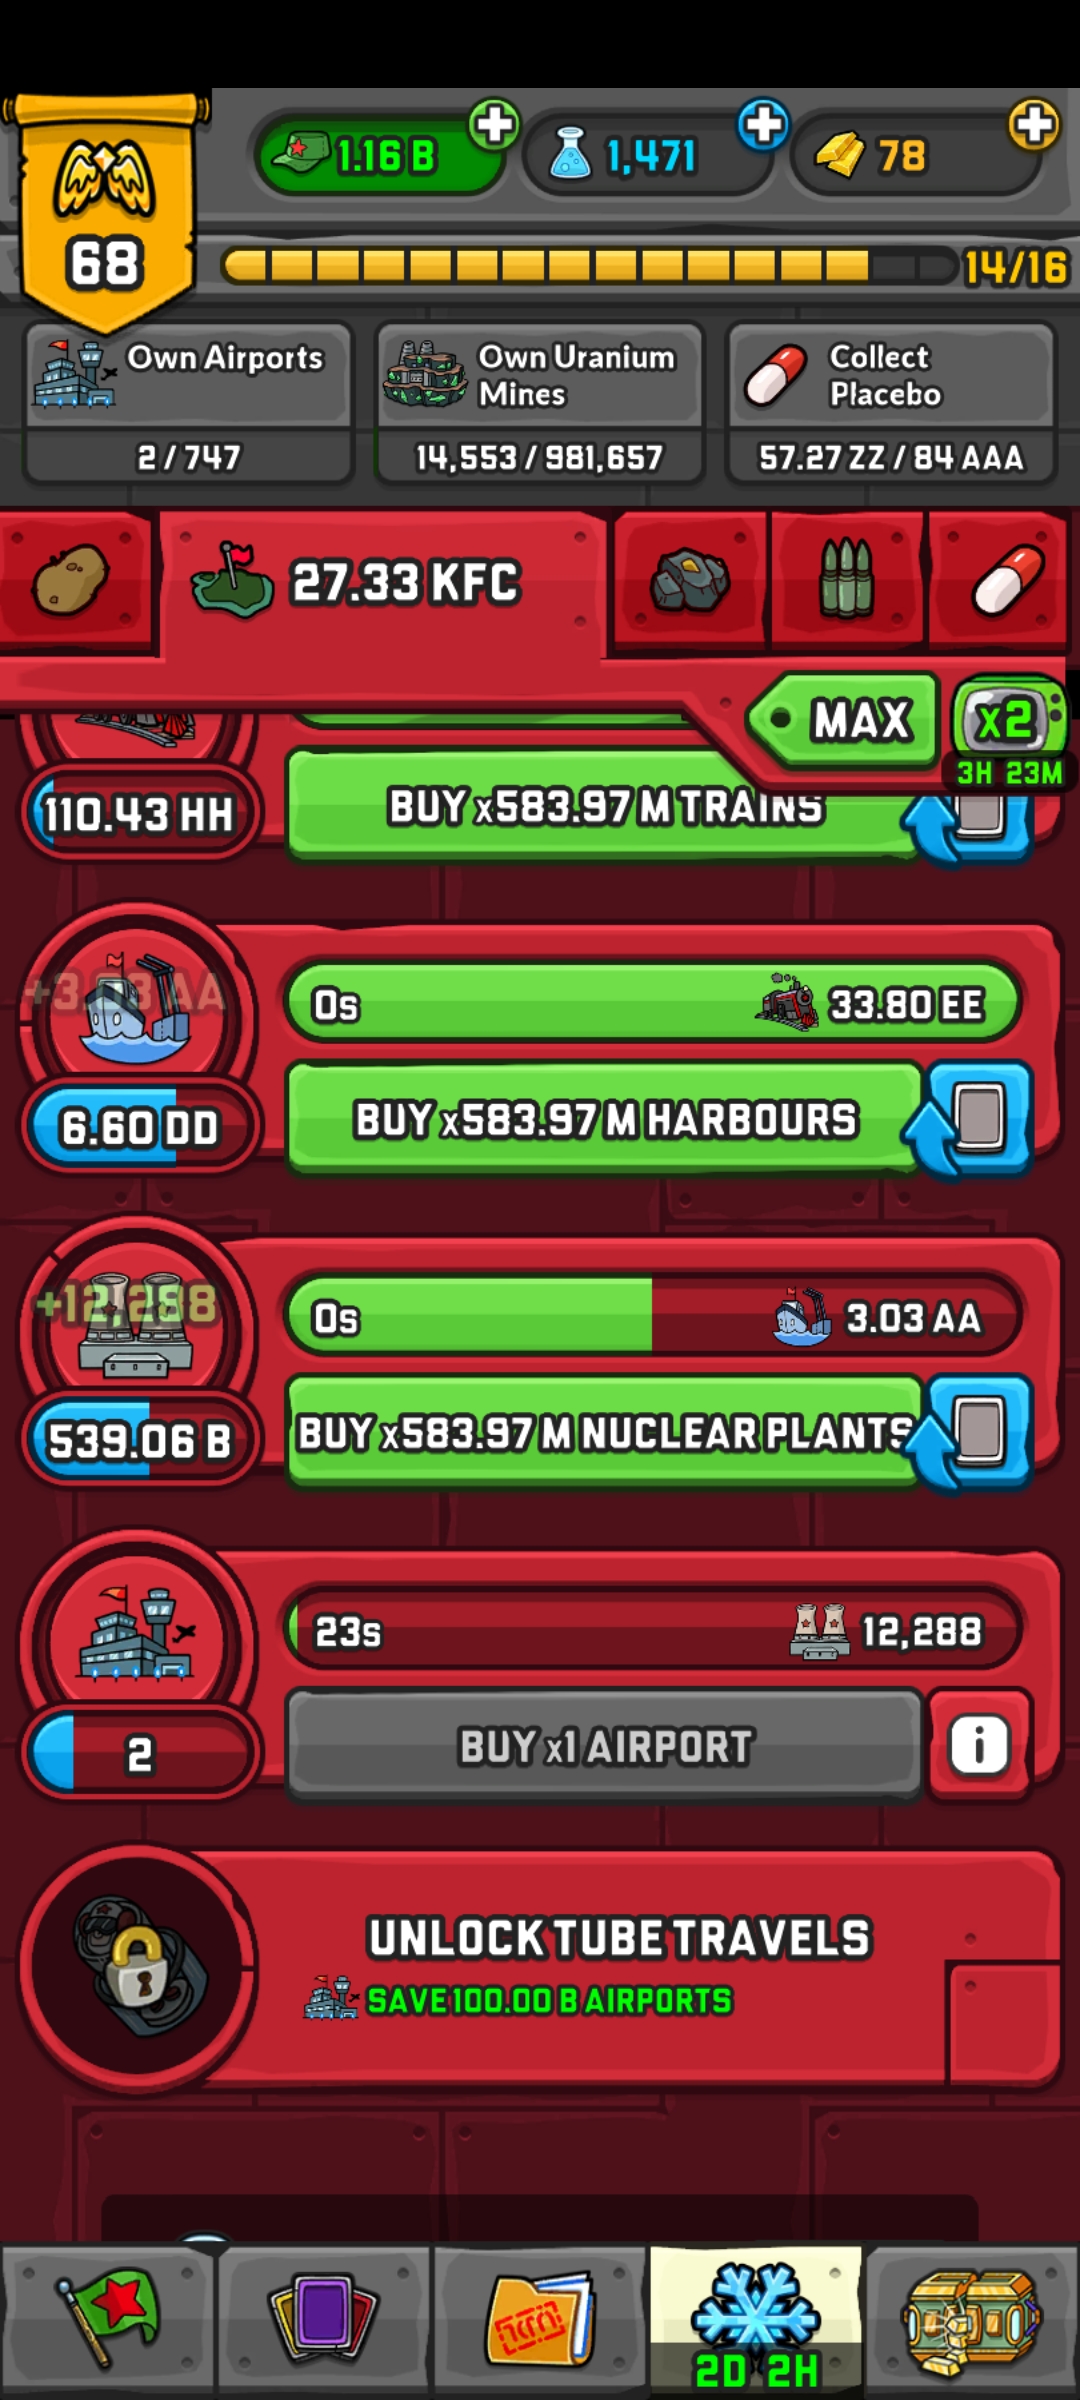 1.16 B
1,471
78
68
14/16
Own Airports
2 / 747
Own Uranium
Mines
14,553 / 981,657
Collect
Placebo
57.27 ZZ / 84 AAA
27.33 KFC
MAX
x2
3H 23M
110.43 HH
BUY x583.97 M TRAINS
+3.03 AA
0s
33.80 EE
6.60 DD
BUY x583.97 M HARBOURS
+12,288
0s
3.03 AA
539.06 B
BUY x583.97 M NUCLEAR PLANTS
23s
12,288
2
BUY x1 AIRPORT
i
UNLOCK TUBE TRAVELS
SAVE 100.00 B AIRPORTS
2D 2H